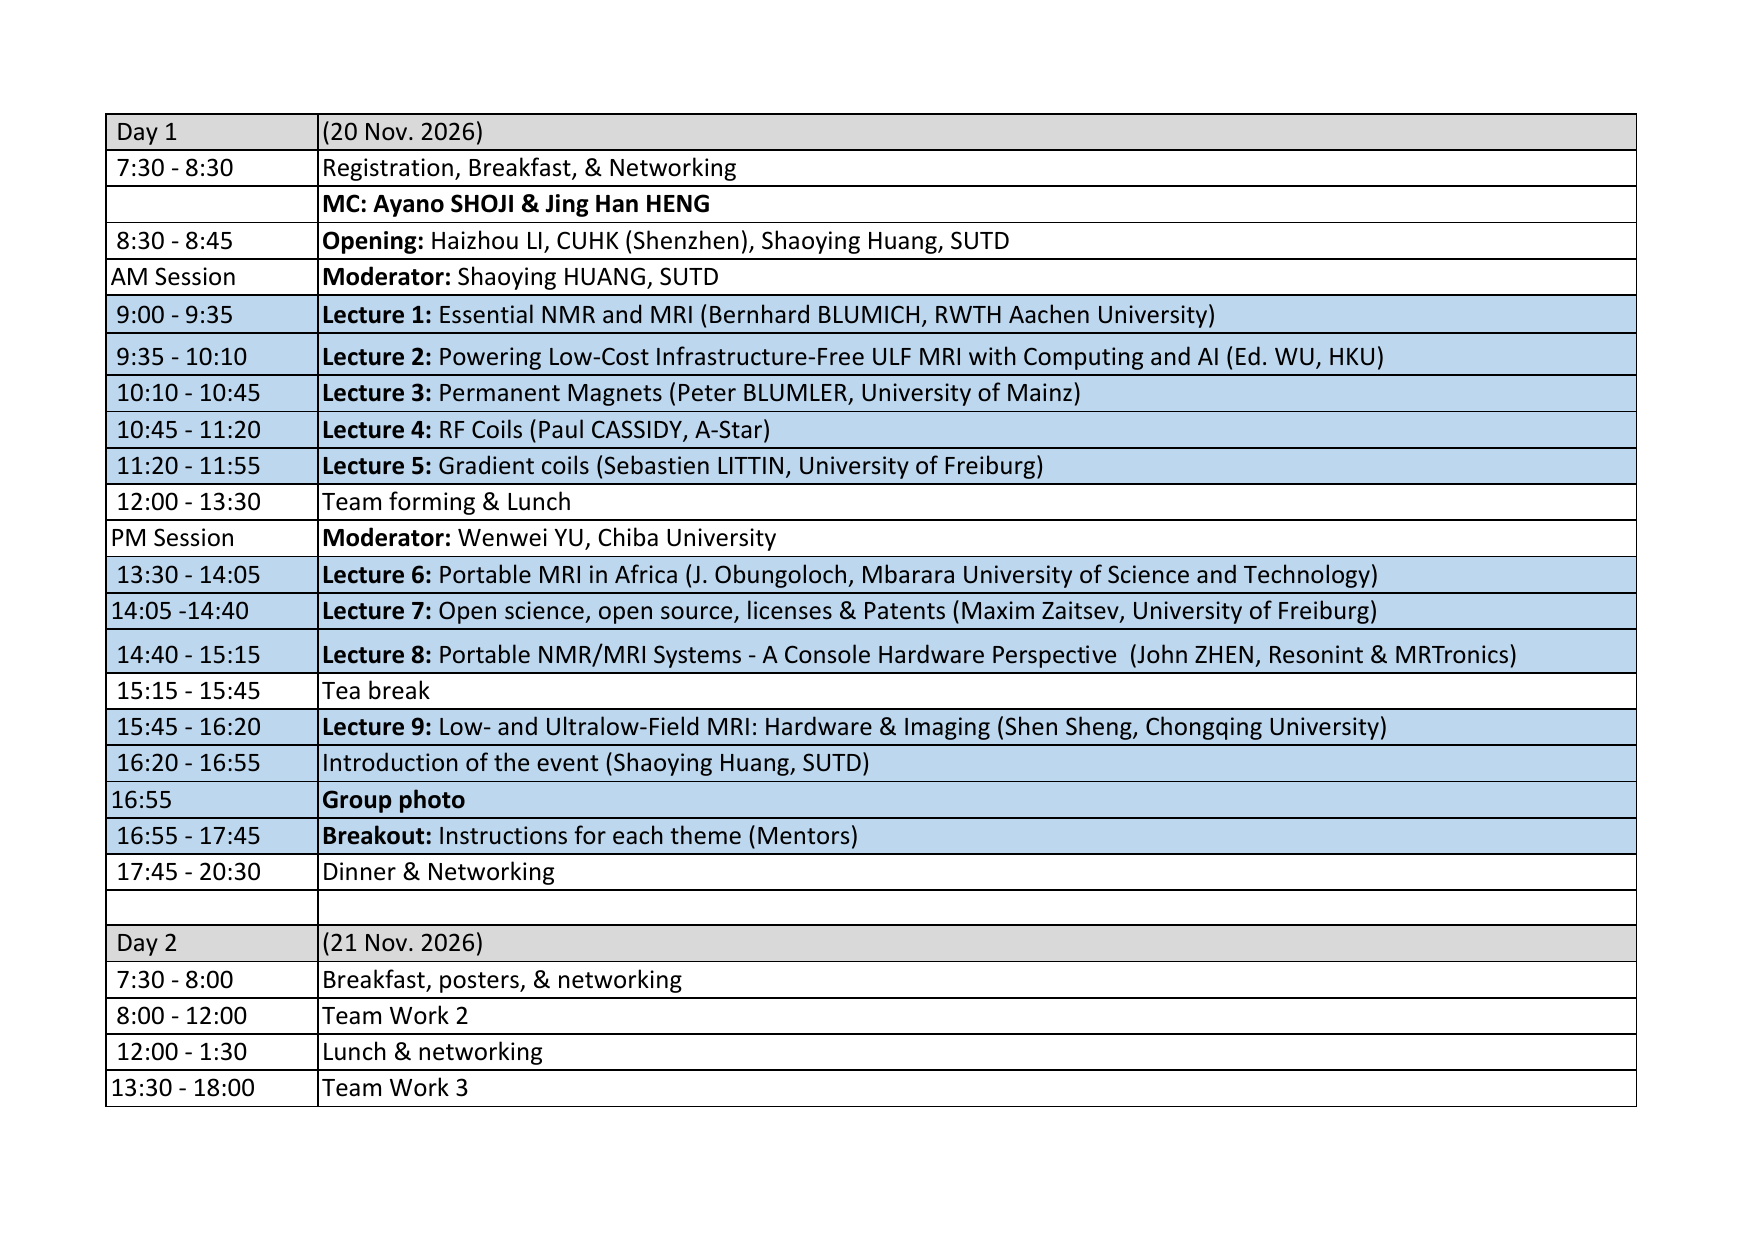 Day 1 (20 Nov. 2026)
7:30 - 8:30 Registration, Breakfast, & Networking
MC: Ayano SHOJI & Jing Han HENG
8:30 - 8:45 Opening: Haizhou LI, CUHK (Shenzhen), Shaoying Huang, SUTD
AM Session Moderator: Shaoying HUANG, SUTD
9:00 - 9:35 Lecture 1: Essential NMR and MRI (Bernhard BLUMICH, RWTH Aachen University)
9:35 - 10:10 Lecture 2: Powering Low-Cost Infrastructure-Free ULF MRI with Computing and AI (Ed. WU, HKU)
10:10 - 10:45 Lecture 3: Permanent Magnets (Peter BLUMLER, University of Mainz)
10:45 - 11:20 Lecture 4: RF Coils (Paul CASSIDY, A-Star)
11:20 - 11:55 Lecture 5: Gradient coils (Sebastien LITTIN, University of Freiburg)
12:00 - 13:30 Team forming & Lunch
PM Session Moderator: Wenwei YU, Chiba University
13:30 - 14:05 Lecture 6: Portable MRI in Africa (J. Obungoloch, Mbarara University of Science and Technology)
14:05 -14:40 Lecture 7: Open science, open source, licenses & Patents (Maxim Zaitsev, University of Freiburg)
14:40 - 15:15 Lecture 8: Portable NMR/MRI Systems - A Console Hardware Perspective  (John ZHEN, Resonint & MRTronics)
15:15 - 15:45 Tea break
15:45 - 16:20 Lecture 9: Low- and Ultralow-Field MRI: Hardware & Imaging (Shen Sheng, Chongqing University)
16:20 - 16:55 Introduction of the event (Shaoying Huang, SUTD)
16:55 Group photo
16:55 - 17:45 Breakout: Instructions for each theme (Mentors)
17:45 - 20:30 Dinner & Networking
Day 2 (21 Nov. 2026)
7:30 - 8:00 Breakfast, posters, & networking
8:00 - 12:00 Team Work 2
12:00 - 1:30 Lunch & networking
13:30 - 18:00 Team Work 3